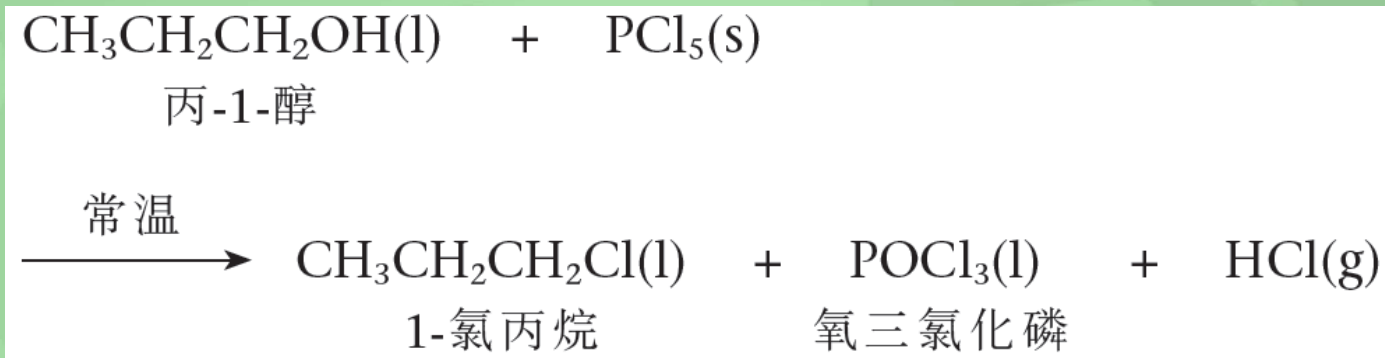 CH₃CH₂CH₂OH(l) + PCl₅(s)
丙-1-醇
常温
⟶ CH₃CH₂CH₂Cl(l) + POCl₃(l) + HCl(g)
1-氯丙烷 氧三氯化磷